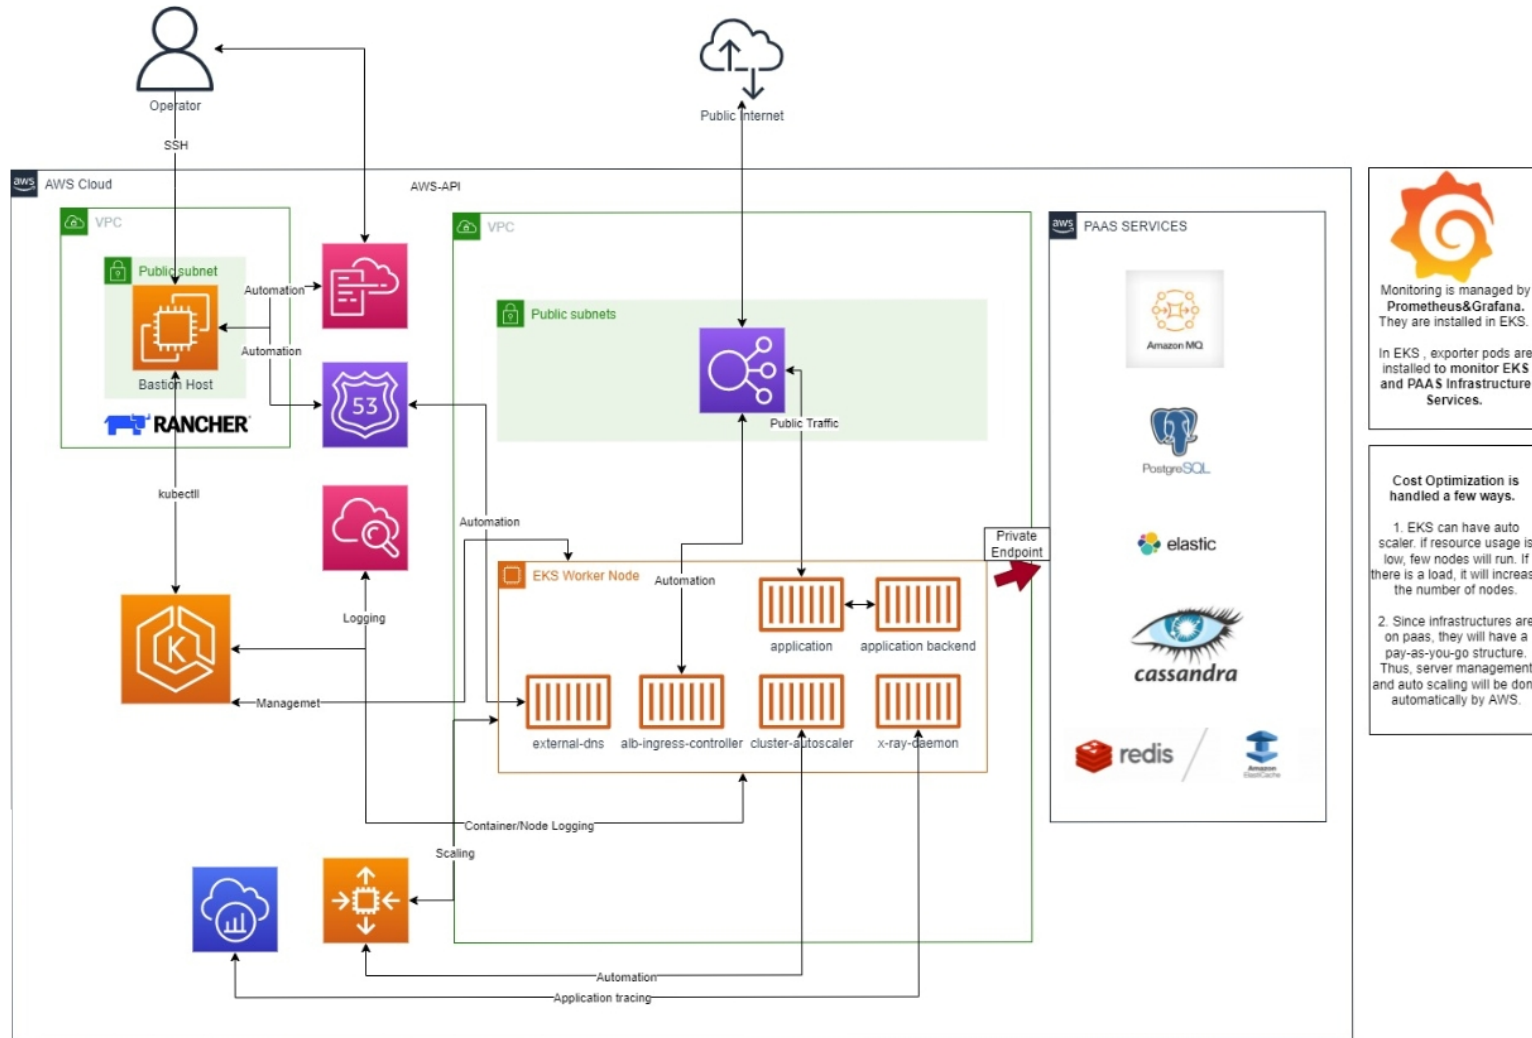 Operator
Public Internet
SSH
aws
AWS Cloud
AWS-API
VPC
Public subnet
Automation
Automation
Bastion Host
RANCHER
53
kubectll
Logging
K
Managemet
VPC
Public subnets
Public Traffic
Automation
Automation
EKS Worker Node
application
application backend
external-dns
alb-ingress-controller
cluster-autoscaler
x-ray-daemon
Container/Node Logging
Scaling
Automation
Application tracing
Private
Endpoint
aws
PAAS SERVICES
Amazon MQ
PostgreSQL
elastic
cassandra
redis
Amazon
ElastiCache
Monitoring is managed by
Prometheus&Grafana.
They are installed in EKS.
In EKS , exporter pods are
installed to monitor EKS
and PAAS Infrastructure
Services.
Cost Optimization is
handled a few ways.
1. EKS can have auto
scaler. if resource usage is
low, few nodes will run. If
there is a load, it will increas
the number of nodes.
2. Since infrastructures are
on paas, they will have a
pay-as-you-go structure.
Thus, server management
and auto scaling will be don
automatically by AWS.